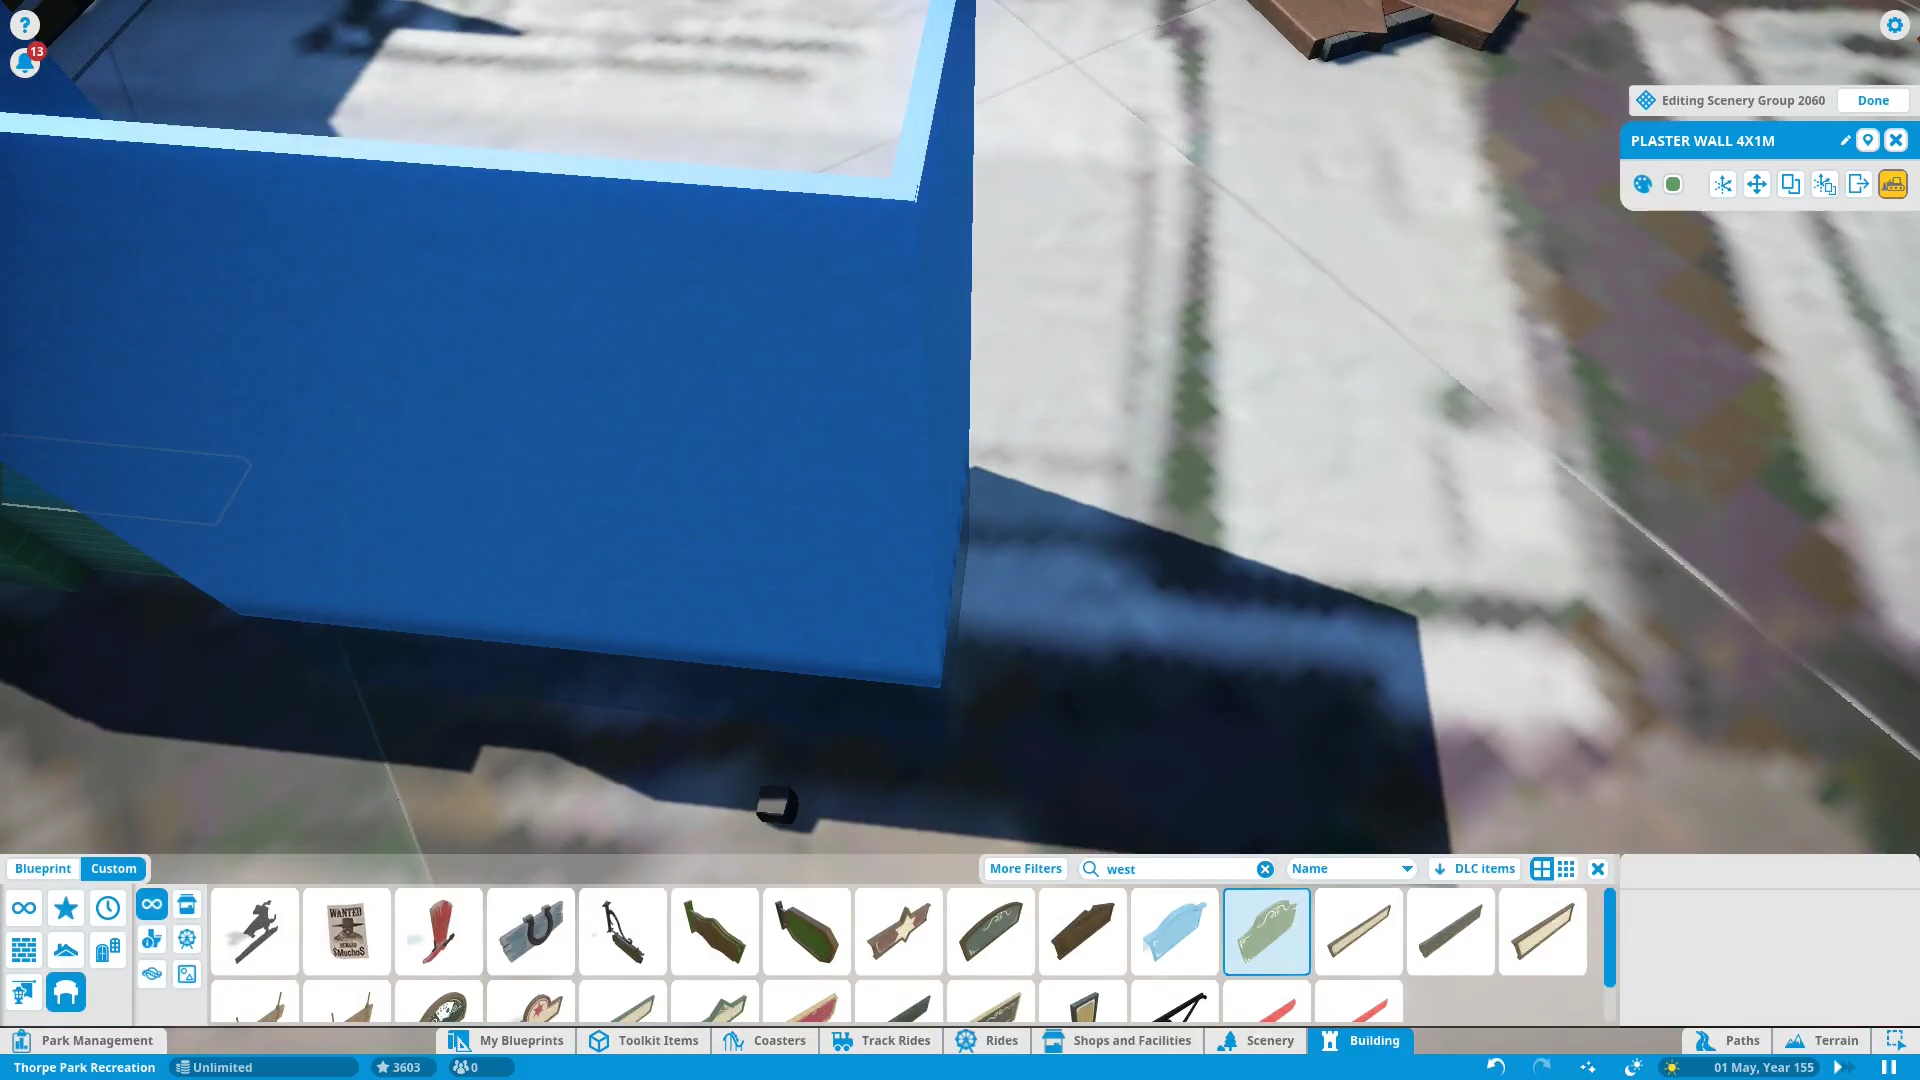 ?
13
Editing Scenery Group 2060
Done
PLASTER WALL 4X1M
Blueprint
Custom
More Filters
west
Name
DLC items
WANTED
$MuchoS
Park Management
My Blueprints
Toolkit Items
Coasters
Track Rides
Rides
Shops and Facilities
Scenery
Building
Paths
Terrain
Thorpe Park Recreation
Unlimited
3603
0
01 May, Year 155